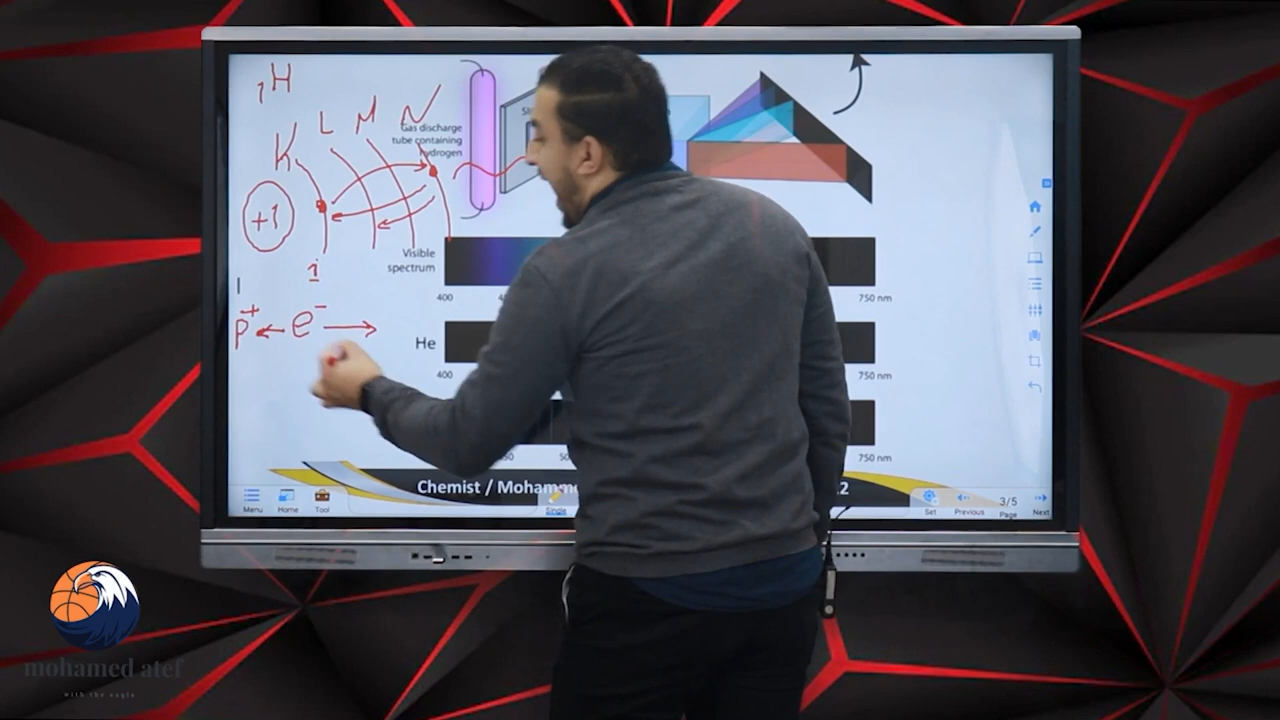 ₁H
K L M N
+1
1
p⁺ ← e⁻ →
Gas discharge
tube containing
hydrogen
Visible
spectrum
400
750 nm
He
400
750 nm
750 nm
Chemist /
Menu Home Tool
Single
Set Previous
3/5
Page
Next
mohamed atef
with the eagle